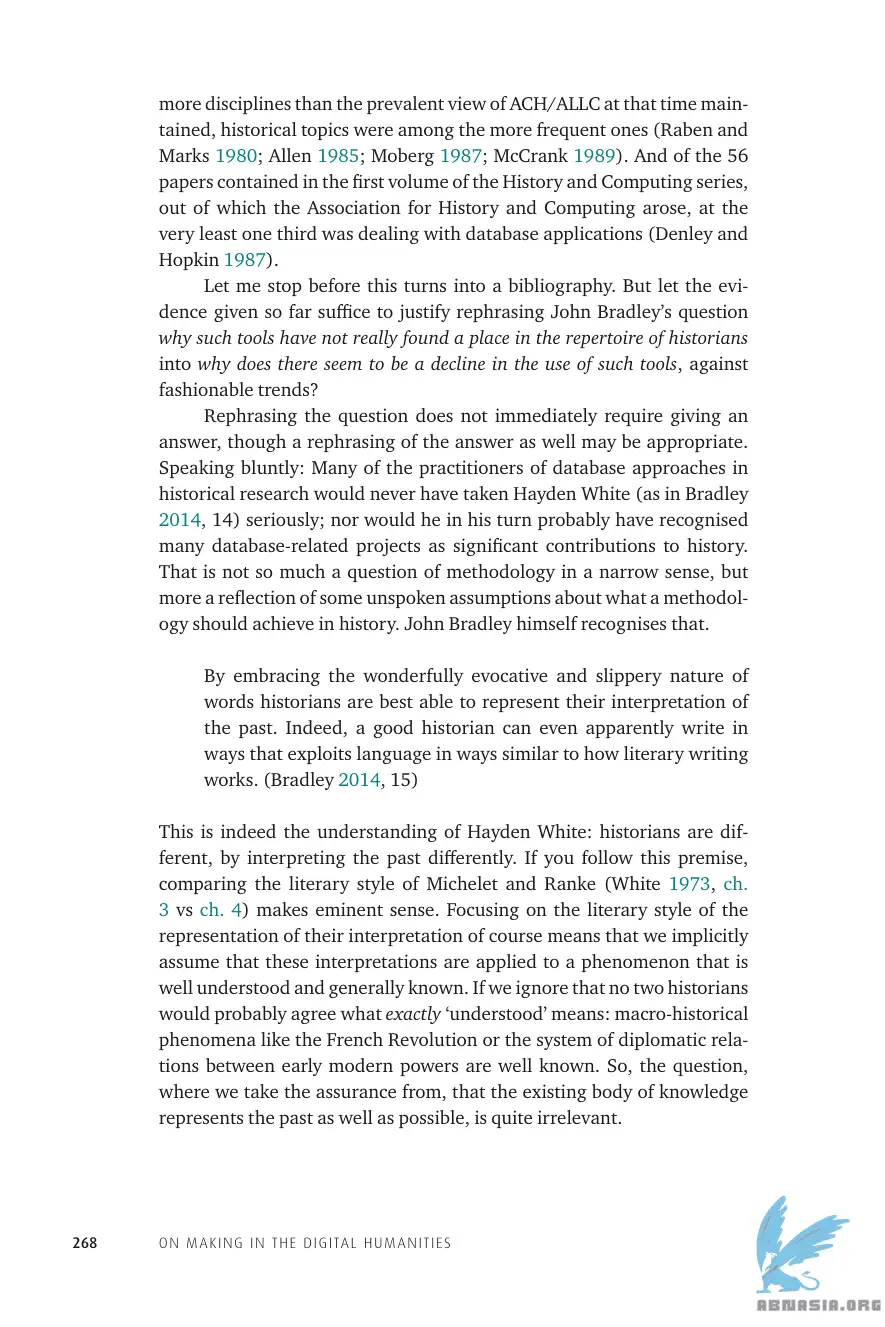 more disciplines than the prevalent view of ACH/ALLC at that time main-
tained, historical topics were among the more frequent ones (Raben and
Marks 1980; Allen 1985; Moberg 1987; McCrank 1989). And of the 56
papers contained in the first volume of the History and Computing series,
out of which the Association for History and Computing arose, at the
very least one third was dealing with database applications (Denley and
Hopkin 1987).
Let me stop before this turns into a bibliography. But let the evi-
dence given so far suffice to justify rephrasing John Bradley’s question
why such tools have not really found a place in the repertoire of historians
into why does there seem to be a decline in the use of such tools, against
fashionable trends?
Rephrasing the question does not immediately require giving an
answer, though a rephrasing of the answer as well may be appropriate.
Speaking bluntly: Many of the practitioners of database approaches in
historical research would never have taken Hayden White (as in Bradley
2014, 14) seriously; nor would he in his turn probably have recognised
many database-related projects as significant contributions to history.
That is not so much a question of methodology in a narrow sense, but
more a reflection of some unspoken assumptions about what a methodol-
ogy should achieve in history. John Bradley himself recognises that.
By embracing the wonderfully evocative and slippery nature of
words historians are best able to represent their interpretation of
the past. Indeed, a good historian can even apparently write in
ways that exploits language in ways similar to how literary writing
works. (Bradley 2014, 15)
This is indeed the understanding of Hayden White: historians are dif-
ferent, by interpreting the past differently. If you follow this premise,
comparing the literary style of Michelet and Ranke (White 1973, ch.
3 vs ch. 4) makes eminent sense. Focusing on the literary style of the
representation of their interpretation of course means that we implicitly
assume that these interpretations are applied to a phenomenon that is
well understood and generally known. If we ignore that no two historians
would probably agree what exactly ‘understood’ means: macro-historical
phenomena like the French Revolution or the system of diplomatic rela-
tions between early modern powers are well known. So, the question,
where we take the assurance from, that the existing body of knowledge
represents the past as well as possible, is quite irrelevant.
268 ON MAKING IN THE DIGITAL HUMANITIES
ABNASIA.ORG